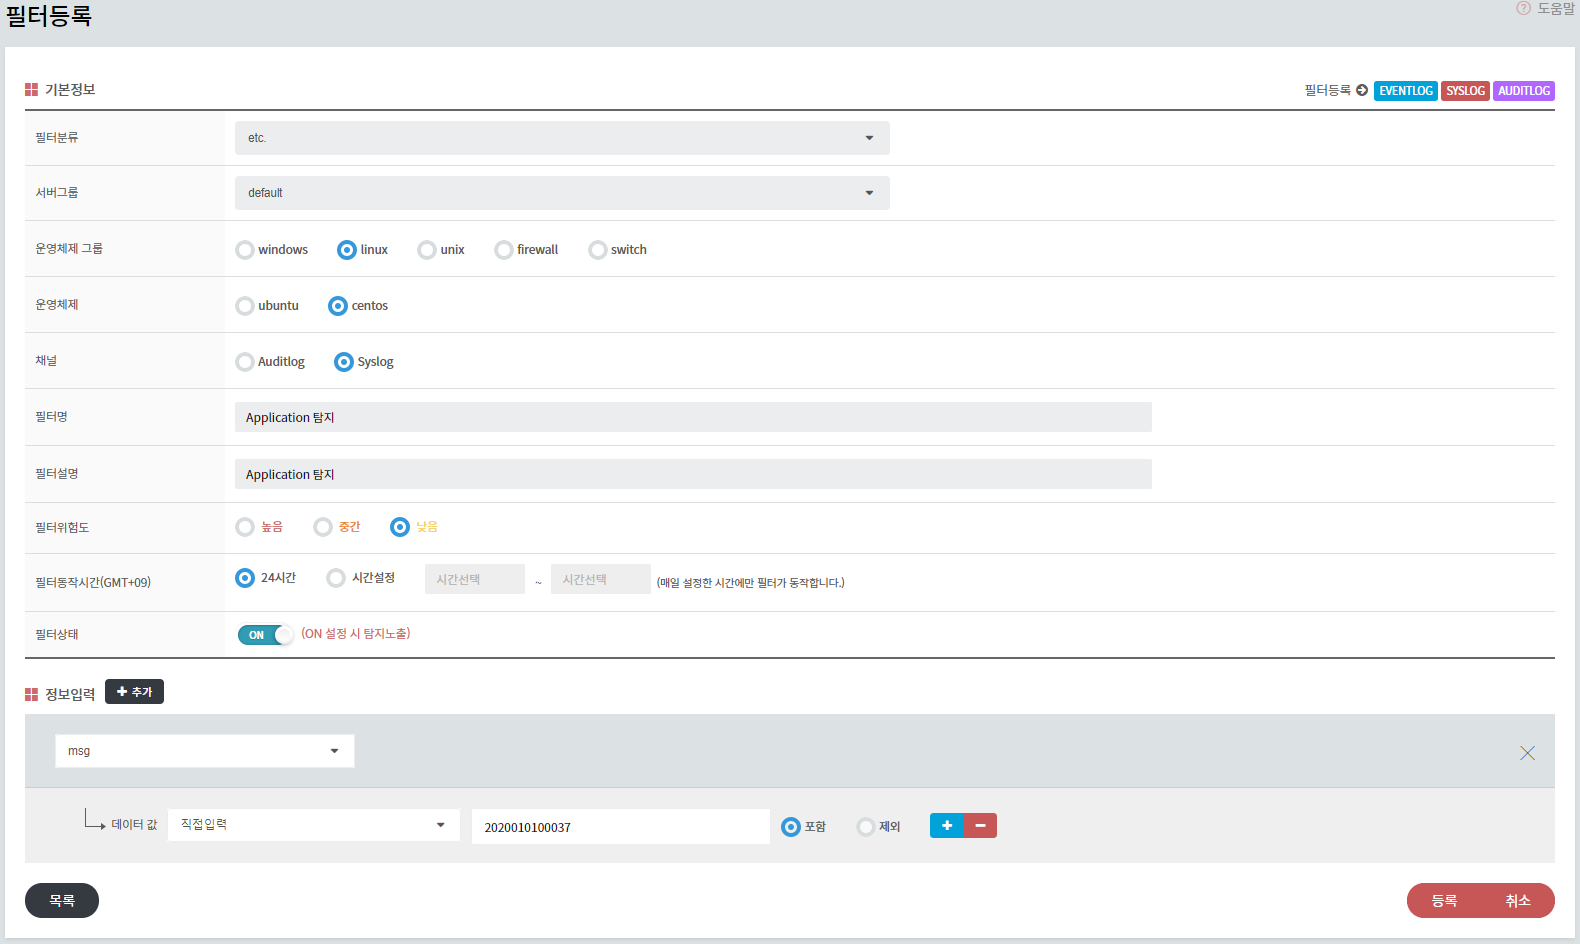 필터등록
도움말
기본정보
필터등록 EVENTLOG SYSLOG AUDITLOG
필터분류 etc.
서버그룹 default
운영체제 그룹 windows linux unix firewall switch
운영체제 ubuntu centos
채널 Auditlog Syslog
필터명 Application 탐지
필터설명 Application 탐지
필터위험도 높음 중간 낮음
필터동작시간(GMT+09) 24시간 시간설정 시간선택 ~ 시간선택 (매일 설정한 시간에만 필터가 동작합니다.)
필터상태 ON (ON 설정 시 탐지노출)
정보입력 + 추가
msg
데이터 값 직접입력 2020010100037 포함 제외 + −
목록 등록 취소